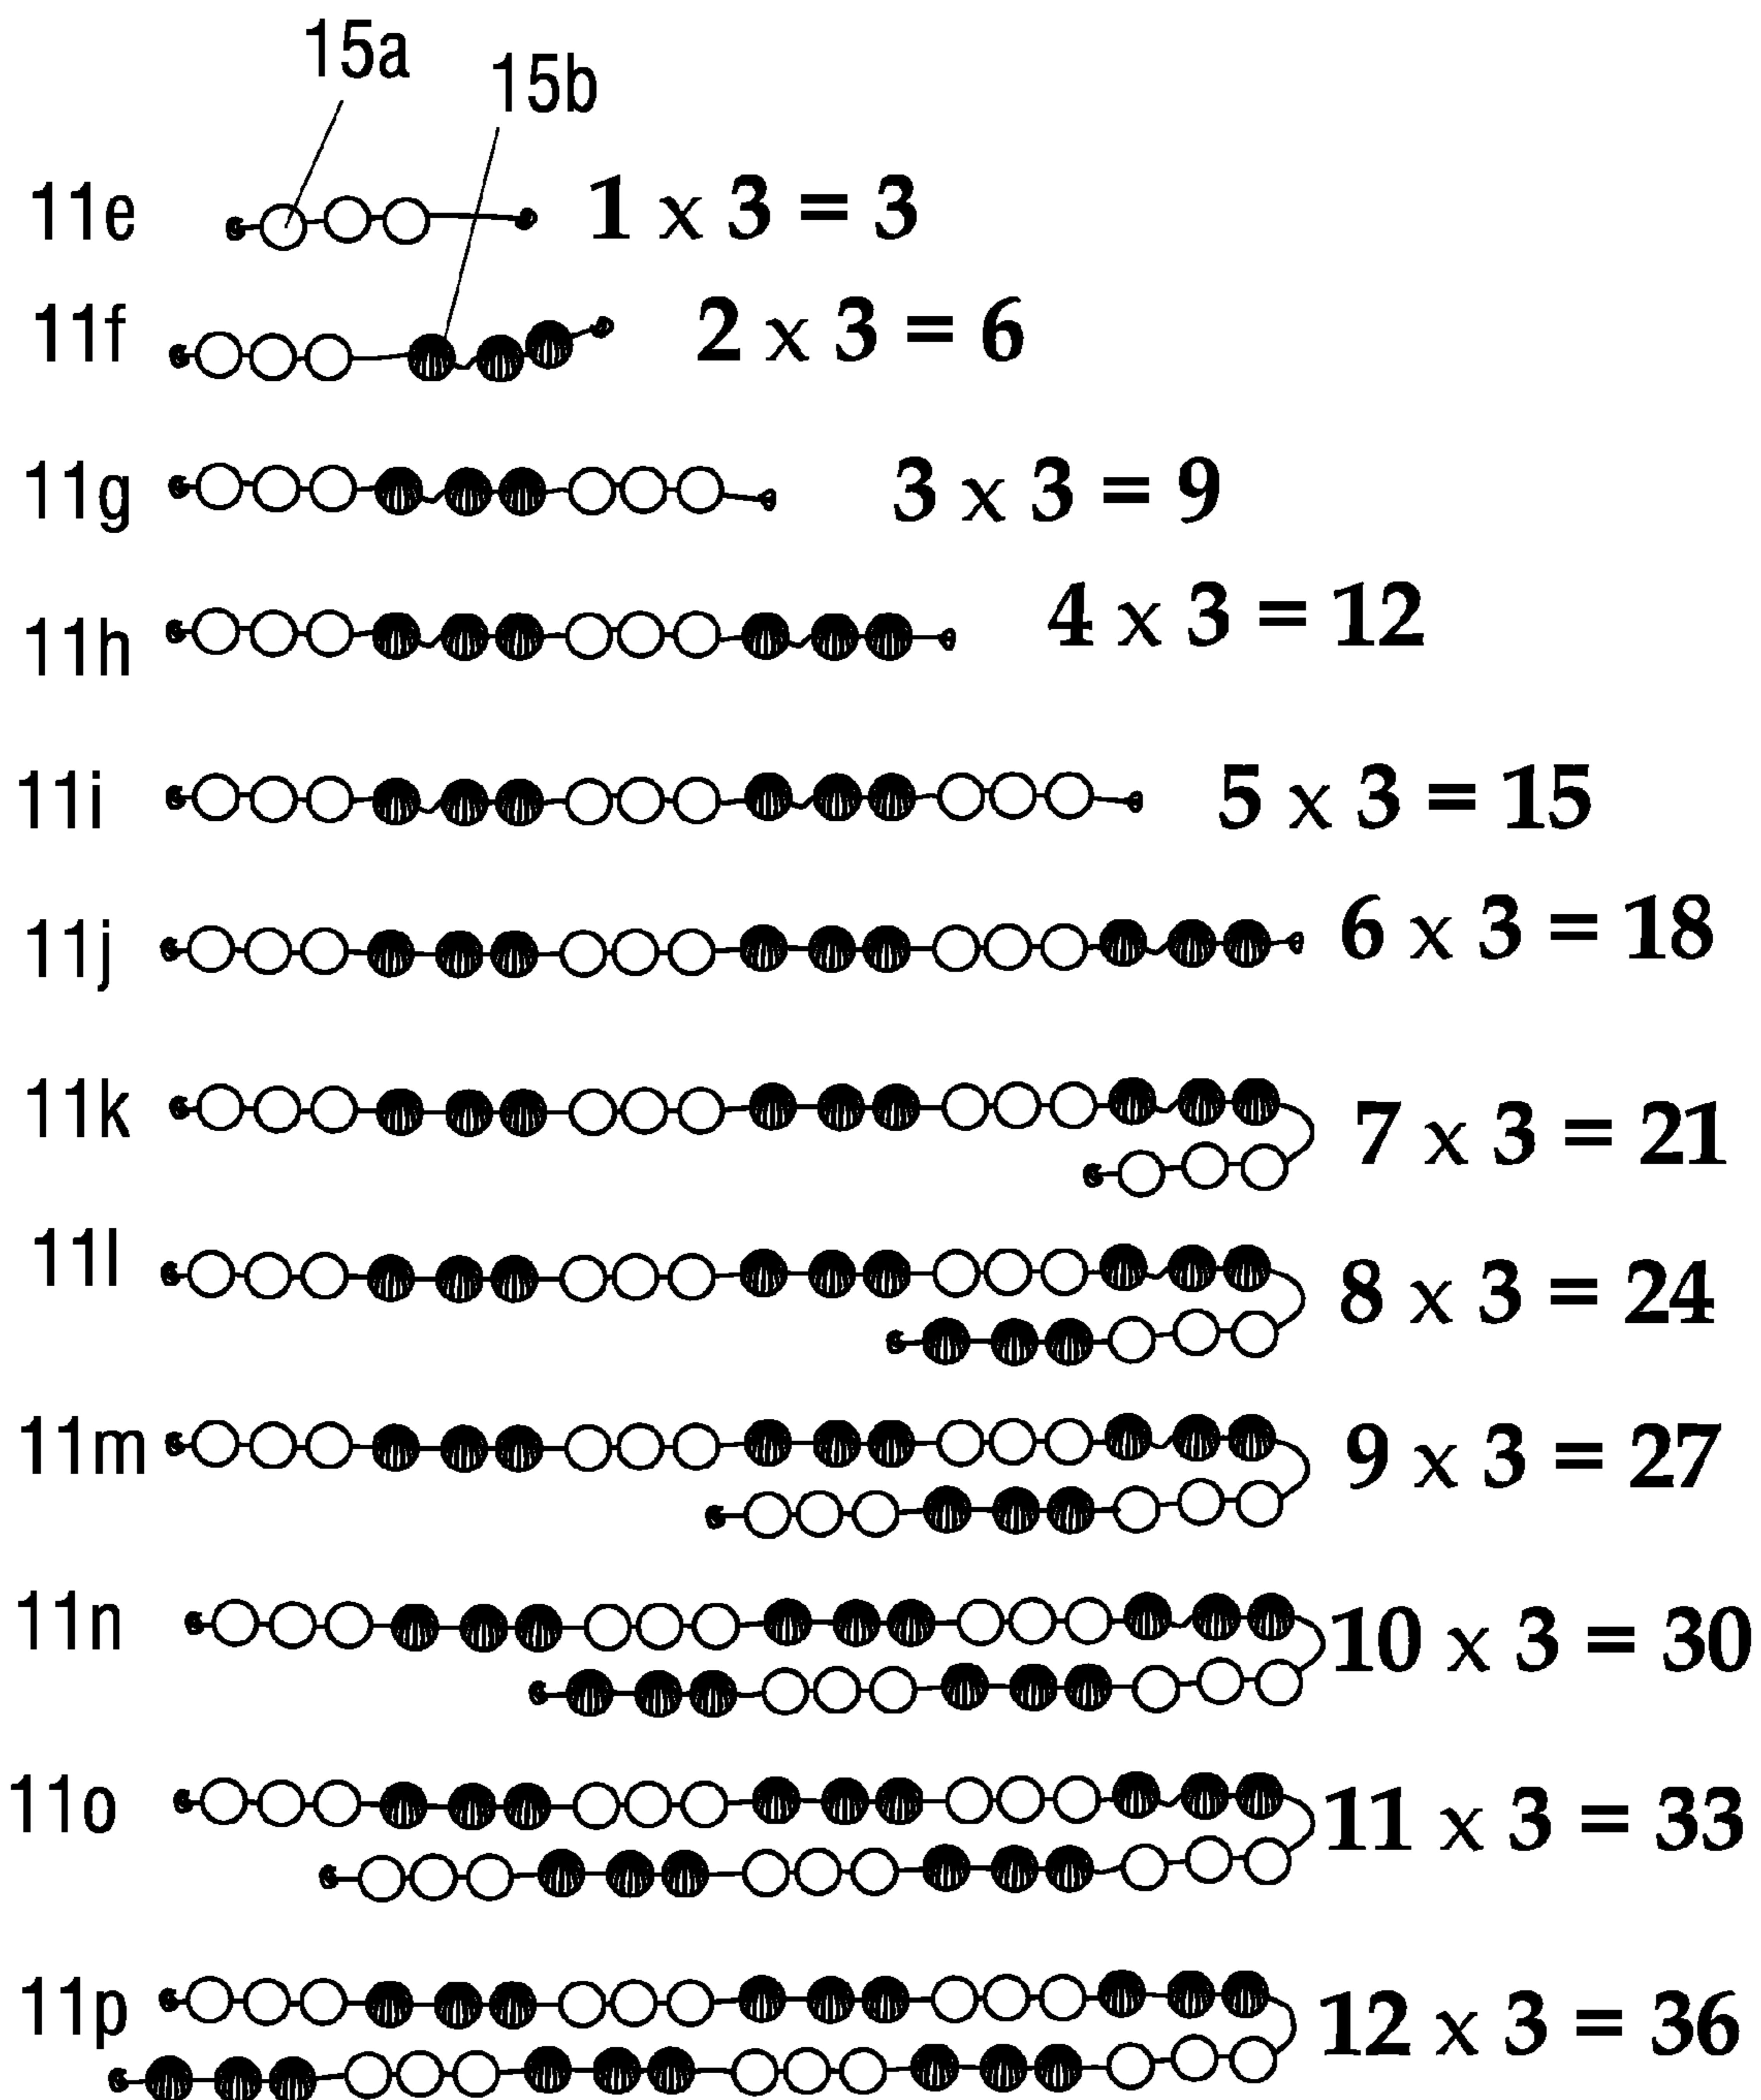 15a
15b
11e 1 x 3 = 3
11f 2 x 3 = 6
11g 3 x 3 = 9
11h 4 x 3 = 12
11i 5 x 3 = 15
11j 6 x 3 = 18
11k 7 x 3 = 21
11l 8 x 3 = 24
11m 9 x 3 = 27
11n 10 x 3 = 30
11o 11 x 3 = 33
11p 12 x 3 = 36